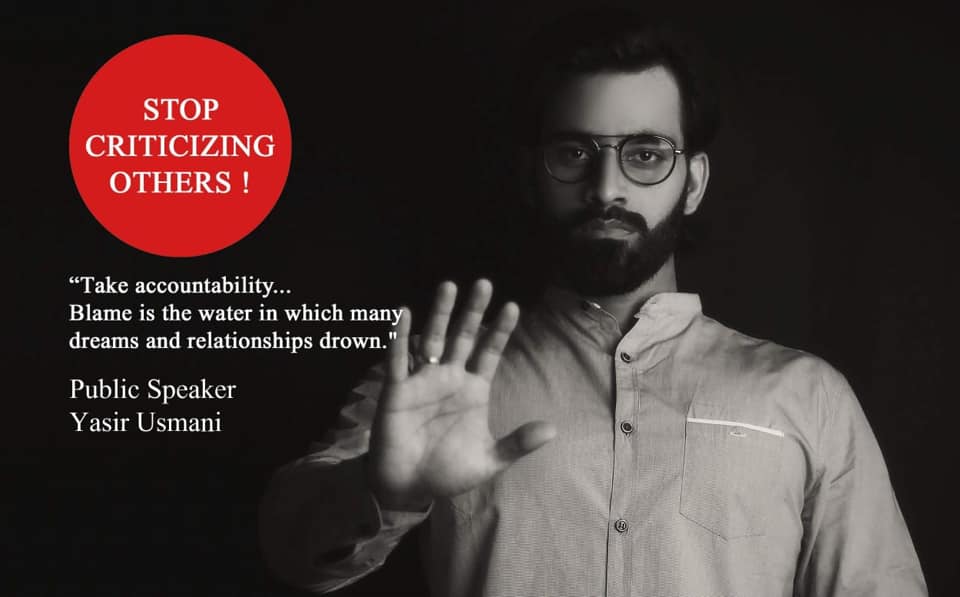 STOP
CRITICIZING
OTHERS !
“Take accountability...
Blame is the water in which many
dreams and relationships drown."
Public Speaker
Yasir Usmani